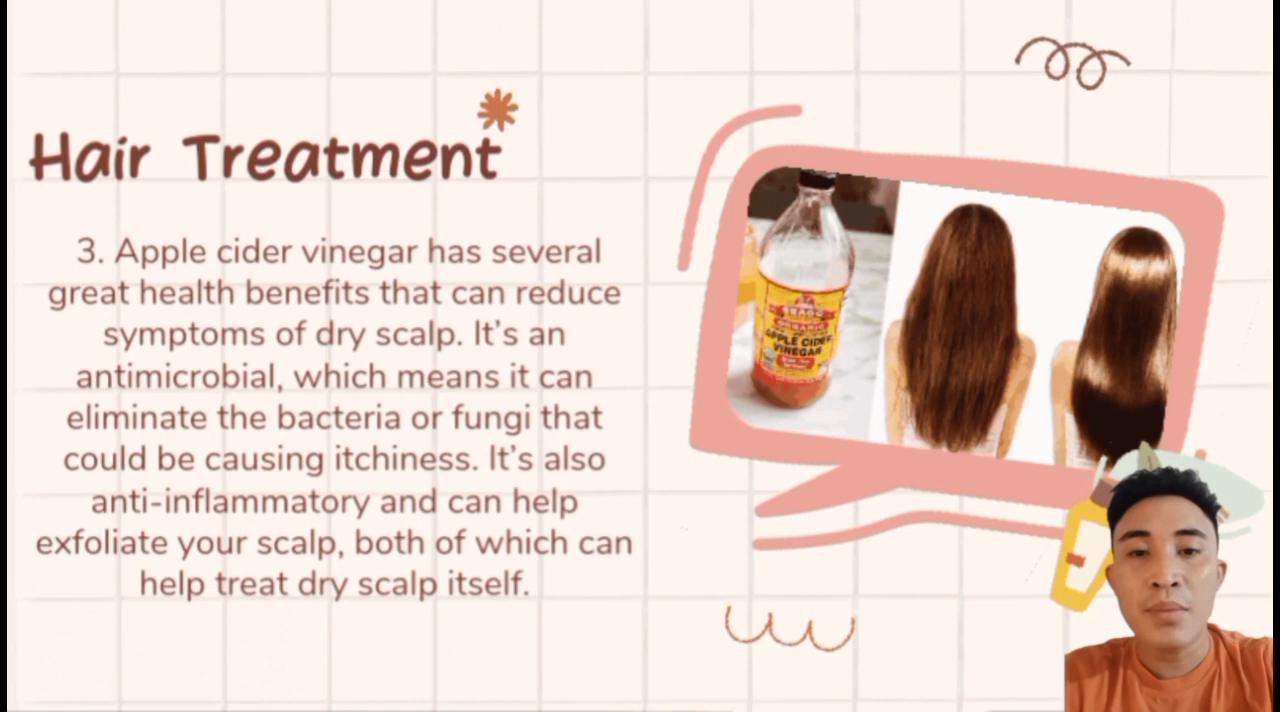 Hair Treatment
3. Apple cider vinegar has several
great health benefits that can reduce
symptoms of dry scalp. It's an
antimicrobial, which means it can
eliminate the bacteria or fungi that
could be causing itchiness. It's also
anti-inflammatory and can help
exfoliate your scalp, both of which can
help treat dry scalp itself.
BRAGG
ORGANIC
APPLE CIDER
VINEGAR